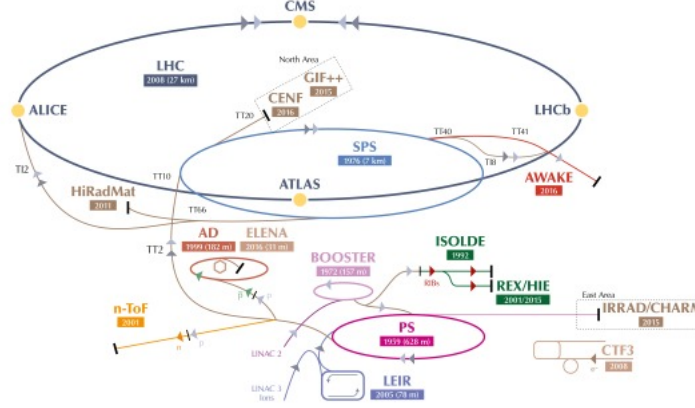 CMS
LHC
2008 (27 km)
North Area
GIF++
2015
CENF
2016
ALICE
LHCb
TT20
TT40
TT41
SPS
1976 (7 km)
TI8
TI2
TT10
AWAKE
2016
HiRadMat
2011
ATLAS
TT66
AD
1999 (182 m)
ELENA
2016 (31 m)
TT2
BOOSTER
1972 (157 m)
ISOLDE
1992
RIBs
REX/HIE
2001/2015
p
n-ToF
2001
East Area
IRRAD/CHARM
2015
n
p
PS
1959 (628 m)
LINAC 2
CTF3
2008
e-
LINAC 3
Ions
LEIR
2005 (78 m)